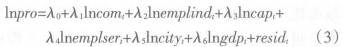 lnpro=λ₀+λ₁lncomₜ+λ₂lnemplindₜ+λ₃lncapₜ+
λ₄lnemplserₜ+λ₅lncityₜ+λ₆lngdpₜ+residₜ (3)